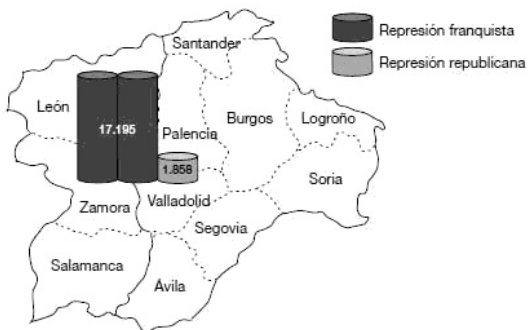 Santander
Represión franquista
Represión republicana
León
17.195
Palencia
Burgos
Logroño
1.858
Soria
Zamora
Valladolid
Segovia
Salamanca
Ávila